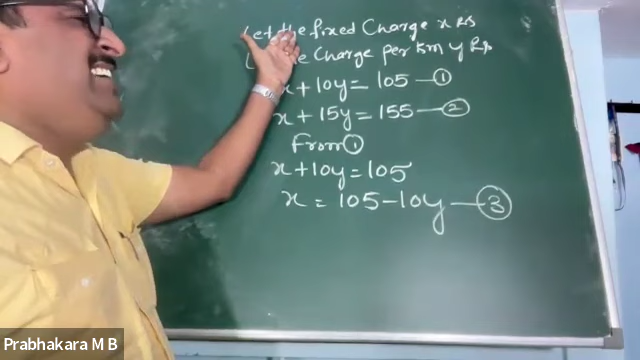 Let the fixed Charge x Rs
Charge per km y Rs
x + 10y = 105 — ①
x + 15y = 155 — ②
From ①
x + 10y = 105
x = 105 – 10y — ③
Prabhakara M B